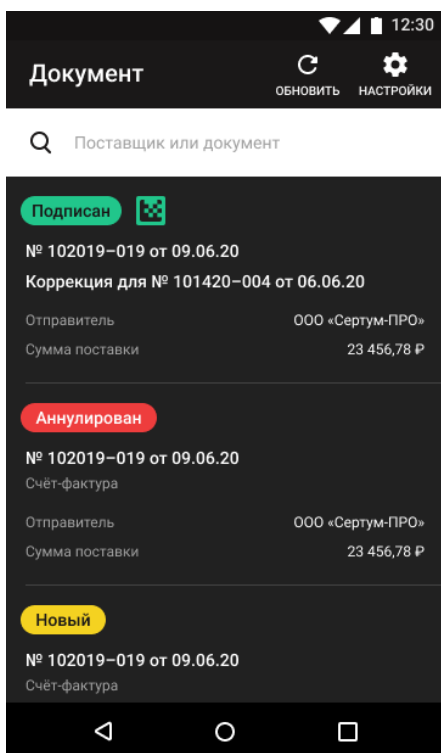 12:30
Документ
ОБНОВИТЬ НАСТРОЙКИ
Поставщик или документ
Подписан
№ 102019–019 от 09.06.20
Коррекция для № 101420–004 от 06.06.20
Отправитель ООО «Сертум-ПРО»
Сумма поставки 23 456,78 ₽
Аннулирован
№ 102019–019 от 09.06.20
Счёт-фактура
Отправитель ООО «Сертум-ПРО»
Сумма поставки 23 456,78 ₽
Новый
№ 102019–019 от 09.06.20
Счёт-фактура